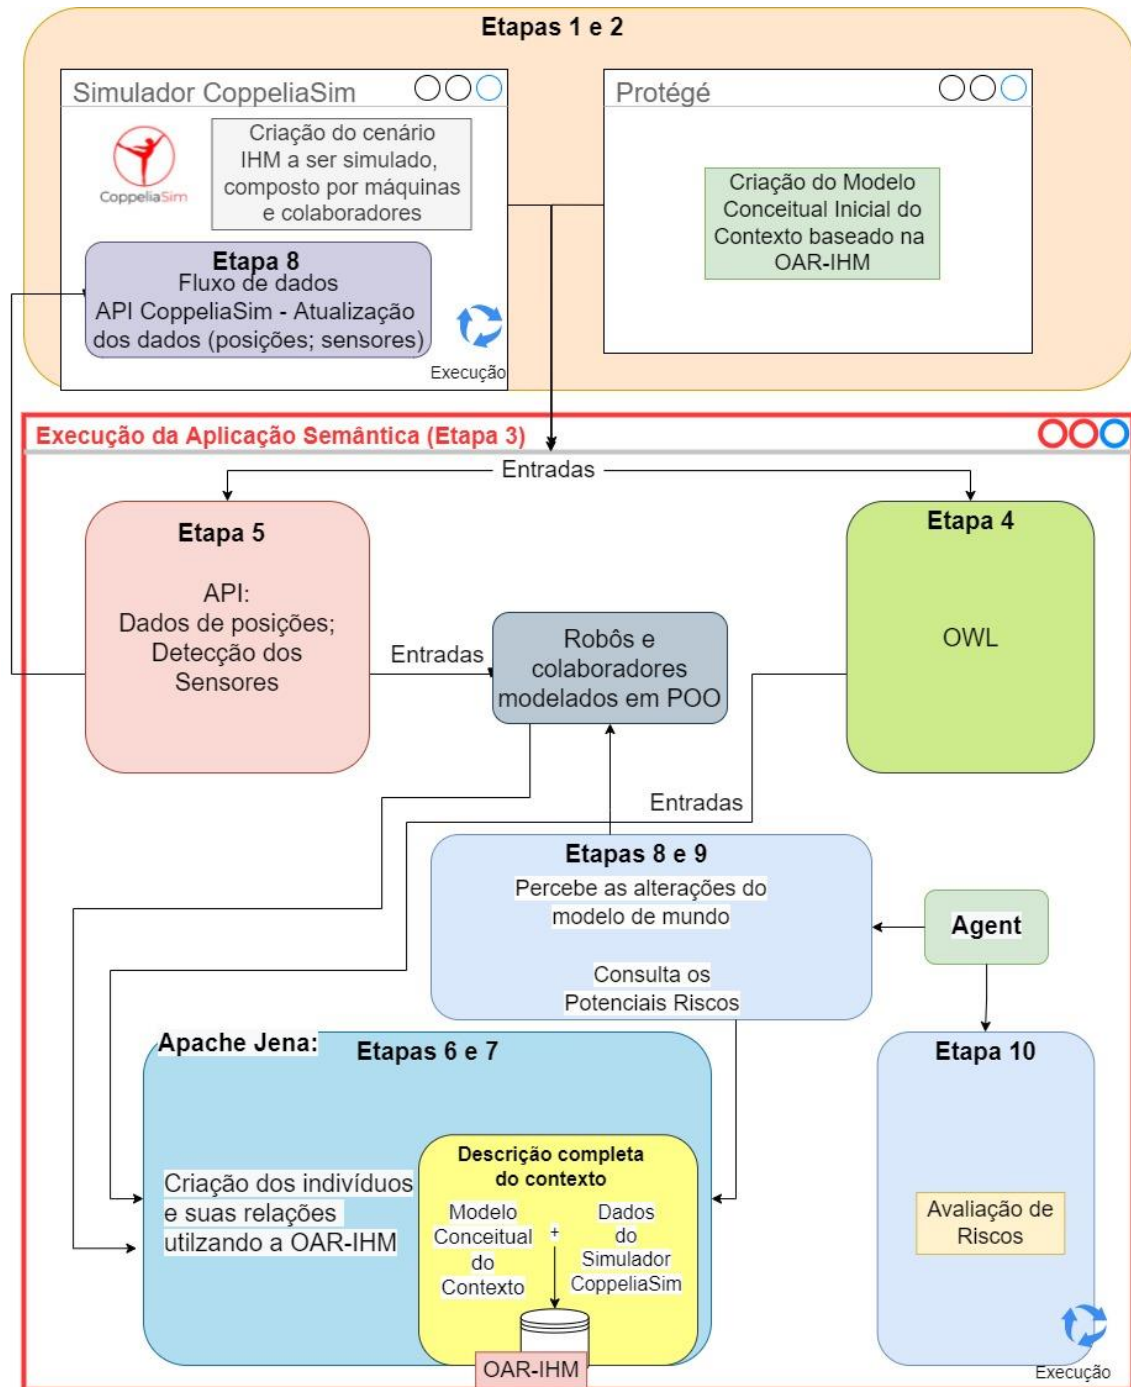 Etapas 1 e 2
Simulador CoppeliaSim
CoppeliaSim
Criação do cenário
IHM a ser simulado,
composto por máquinas
e colaboradores
Etapa 8
Fluxo de dados
API CoppeliaSim - Atualização
dos dados (posições; sensores)
Execução
Protégé
Criação do Modelo
Conceitual Inicial do
Contexto baseado na
OAR-IHM
Execução da Aplicação Semântica (Etapa 3)
Entradas
Etapa 5
API:
Dados de posições;
Detecção dos
Sensores
Entradas
Robôs e
colaboradores
modelados em POO
Etapa 4
OWL
Entradas
Etapas 8 e 9
Percebe as alterações do
modelo de mundo
Consulta os
Potenciais Riscos
Agent
Apache Jena:
Etapas 6 e 7
Criação dos indivíduos
e suas relações
utilzando a OAR-IHM
Descrição completa
do contexto
Modelo
Conceitual
do
Contexto
+
Dados
do
Simulador
CoppeliaSim
OAR-IHM
Etapa 10
Avaliação de
Riscos
Execução